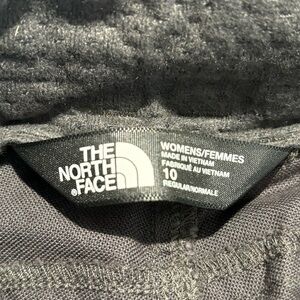 THE
NORTH
FACE
WOMENS/FEMMES
MADE IN VIETNAM
FABRIQUÉ AU VIETNAM
10
REGULAR/NORMALE